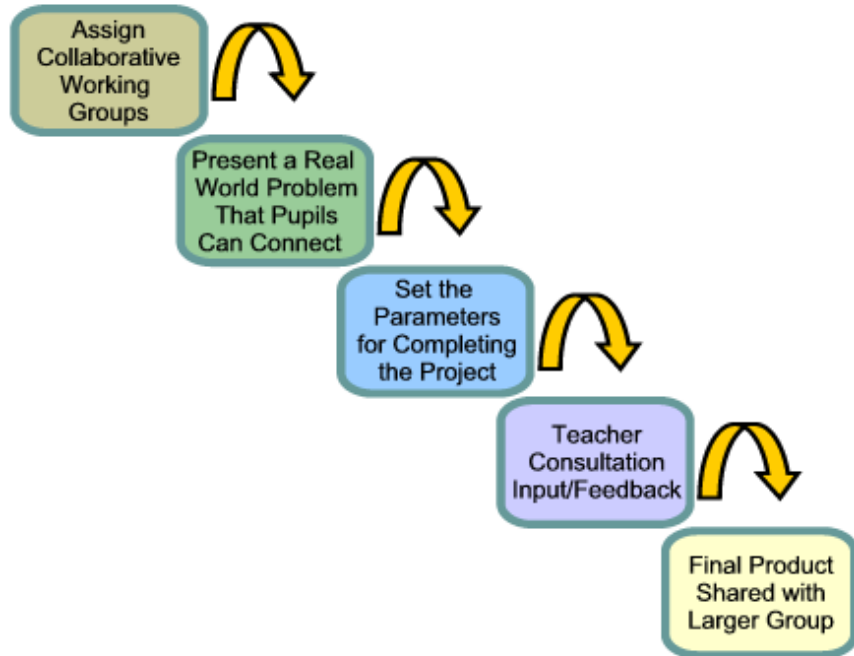 Assign
Collaborative
Working
Groups
Present a Real
World Problem
That Pupils
Can Connect
Set the
Parameters
for Completing
the Project
Teacher
Consultation
Input/Feedback
Final Product
Shared with
Larger Group